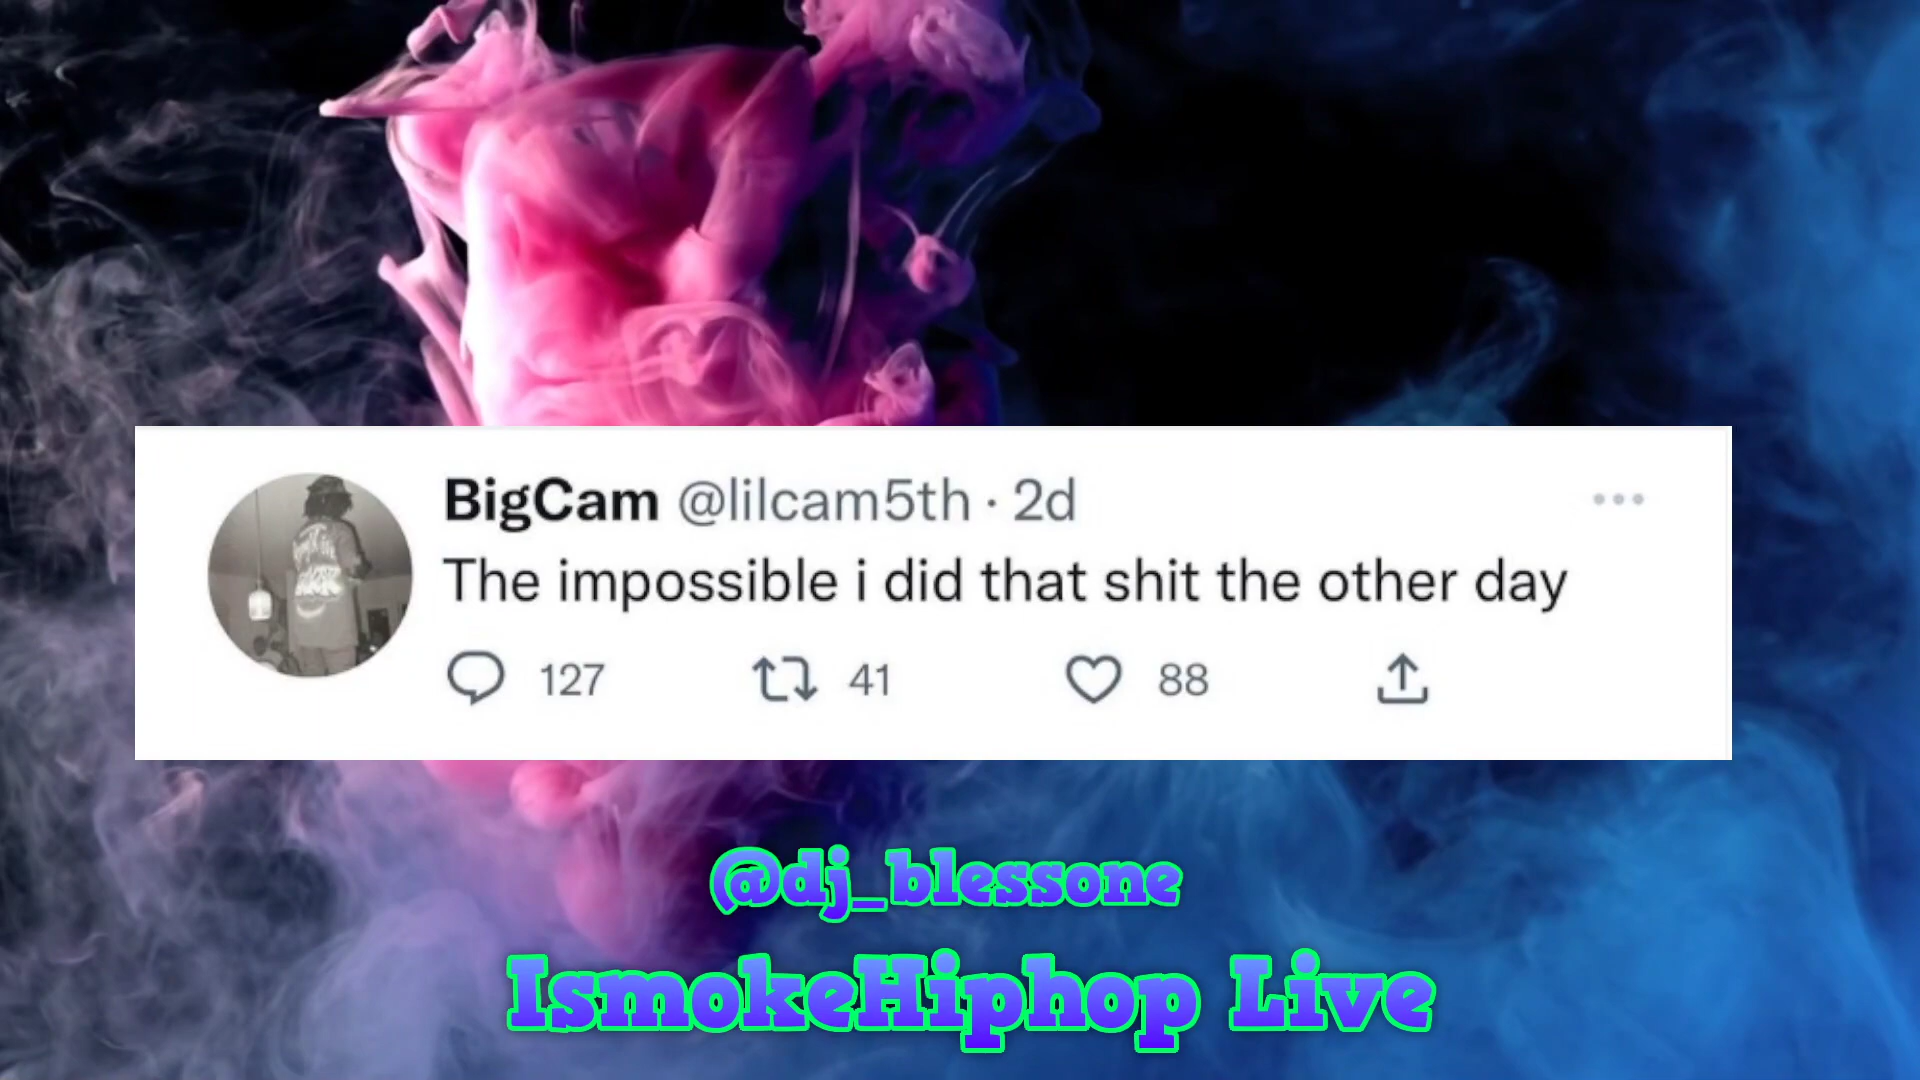 BigCam @lilcam5th · 2d
The impossible i did that shit the other day
127 41 88
@dj_blessone
IsmokeHiphop Live